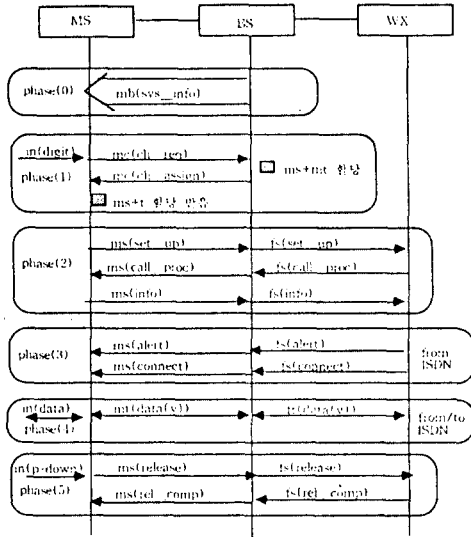 MS BS WX
phase(0)
mb(sys_info)
in(digit)
mc(ch_req)
phase(1)
mc(ch_assign)
ms+mt 할당
ms+t 할당 반응
phase(2)
ms(set_up) fs(set_up)
ms(call_proc) fs(call_proc)
ms(info) fs(info)
phase(3)
ms(alert) fs(alert)
ms(connect) fs(connect)
from
ISDN
in(data) mt(data(v)) ft(data(v))
phase(4)
from/to
ISDN
in(p-down) ms(release) fs(release)
phase(5)
ms(rel_comp) fs(rel_comp)